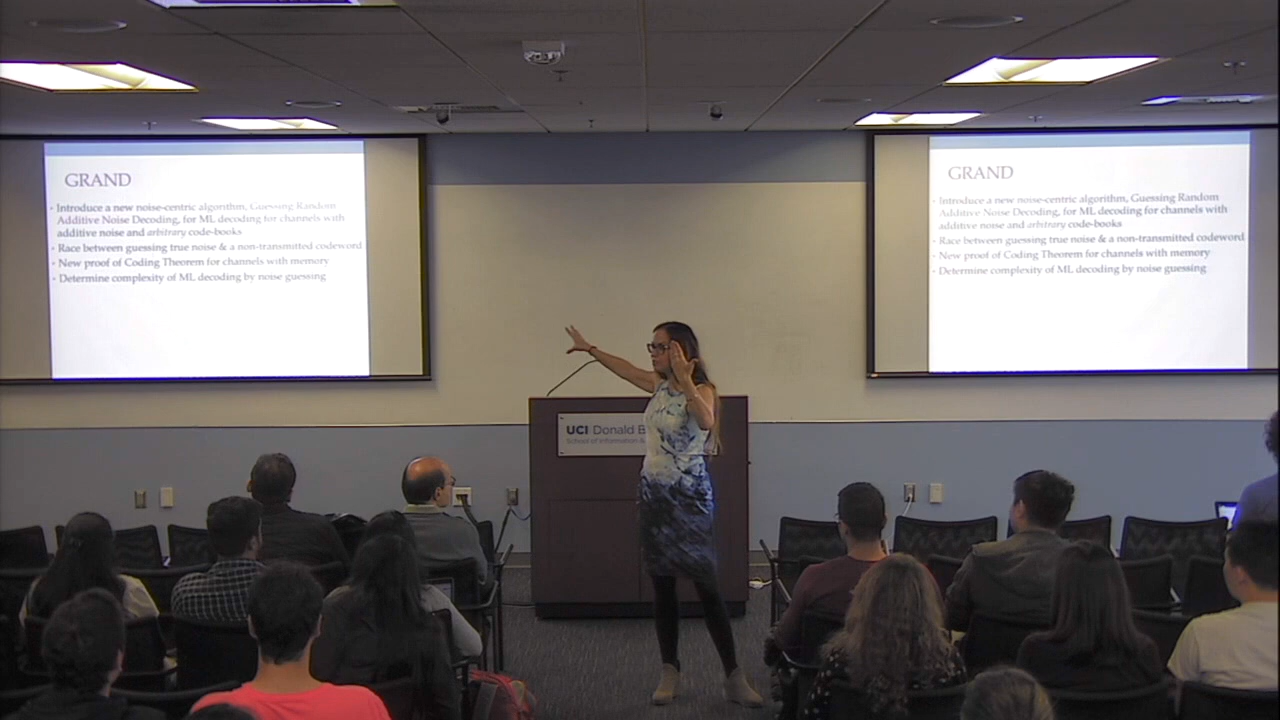 GRAND
• Introduce a new noise-centric algorithm, Guessing Random
Additive Noise Decoding, for ML decoding for channels with
additive noise and arbitrary code-books
• Race between guessing true noise & a non-transmitted codeword
• New proof of Coding Theorem for channels with memory
• Determine complexity of ML decoding by noise guessing
GRAND
• Introduce a new noise-centric algorithm, Guessing Random
Additive Noise Decoding, for ML decoding for channels with
additive noise and arbitrary code-books
• Race between guessing true noise & a non-transmitted codeword
• New proof of Coding Theorem for channels with memory
• Determine complexity of ML decoding by noise guessing
UCI Donald B
School of Information &